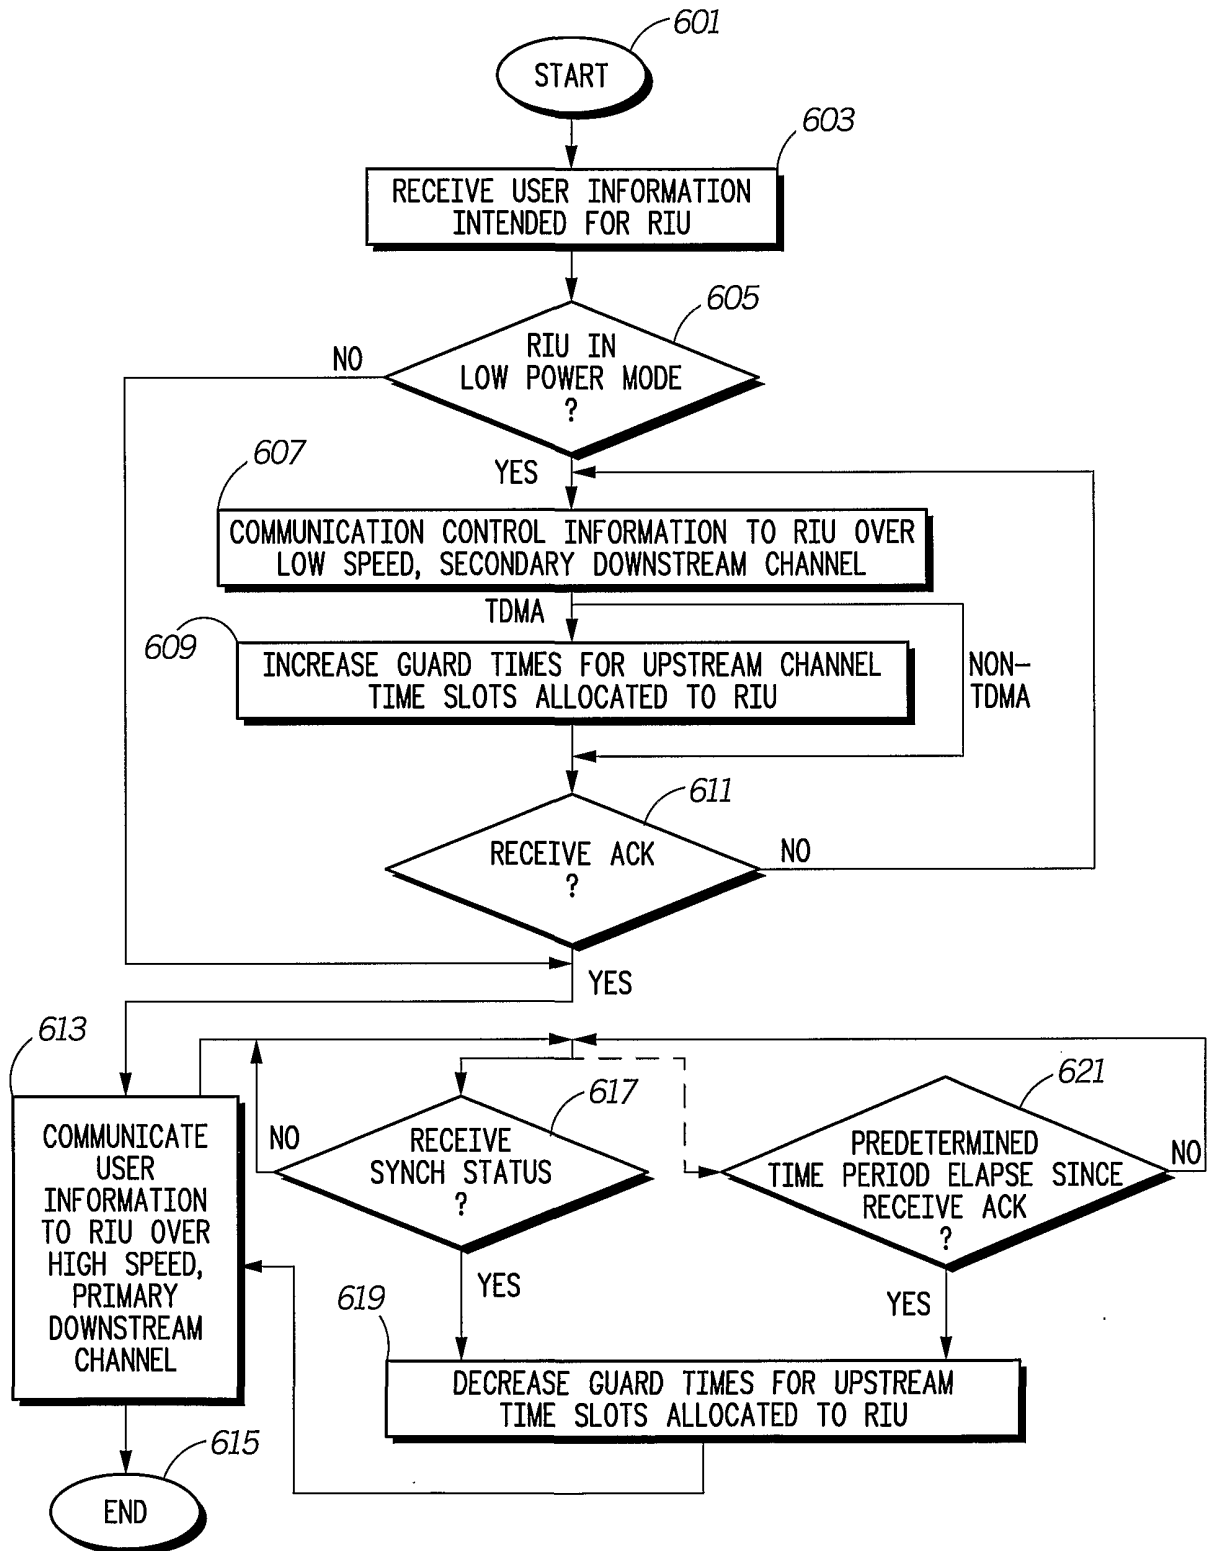 601
START
603
RECEIVE USER INFORMATION
INTENDED FOR RIU
605
RIU IN
LOW POWER MODE
?
NO
YES
607
COMMUNICATION CONTROL INFORMATION TO RIU OVER
LOW SPEED, SECONDARY DOWNSTREAM CHANNEL
TDMA
609
INCREASE GUARD TIMES FOR UPSTREAM CHANNEL
TIME SLOTS ALLOCATED TO RIU
NON-
TDMA
611
RECEIVE ACK
?
NO
YES
613
COMMUNICATE
USER
INFORMATION
TO RIU OVER
HIGH SPEED,
PRIMARY
DOWNSTREAM
CHANNEL
617
RECEIVE
SYNCH STATUS
?
NO
YES
621
PREDETERMINED
TIME PERIOD ELAPSE SINCE
RECEIVE ACK
?
NO
YES
619
DECREASE GUARD TIMES FOR UPSTREAM
TIME SLOTS ALLOCATED TO RIU
615
END